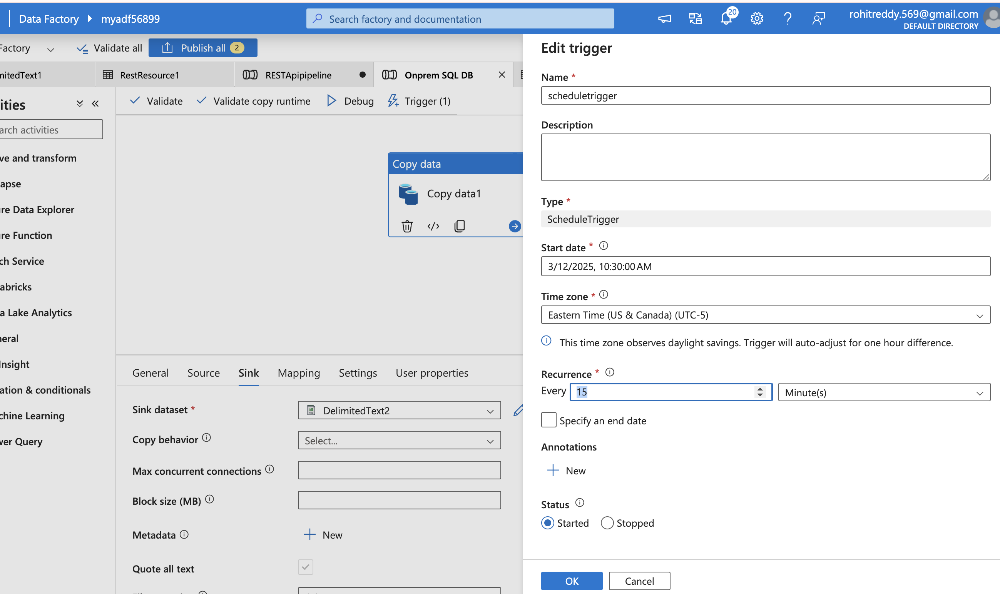 Data Factory myadf56899
Search factory and documentation
20
rohitreddy.569@gmail.com
DEFAULT DIRECTORY
Factory
Validate all
Publish all 2
mitedText1
RestResource1
RESTApipipeline
Onprem SQL DB
ities
Validate
Validate copy runtime
Debug
Trigger (1)
arch activities
ve and transform
apse
re Data Explorer
re Function
ch Service
abricks
a Lake Analytics
eral
Insight
ation & conditionals
chine Learning
wer Query
Copy data
Copy data1
General
Source
Sink
Mapping
Settings
User properties
Sink dataset *
DelimitedText2
Copy behavior
Select...
Max concurrent connections
Block size (MB)
Metadata
New
Quote all text
Edit trigger
Name *
scheduletrigger
Description
Type *
ScheduleTrigger
Start date *
3/12/2025, 10:30:00 AM
Time zone *
Eastern Time (US & Canada) (UTC-5)
This time zone observes daylight savings. Trigger will auto-adjust for one hour difference.
Recurrence *
Every 15 Minute(s)
Specify an end date
Annotations
New
Status
Started Stopped
OK Cancel